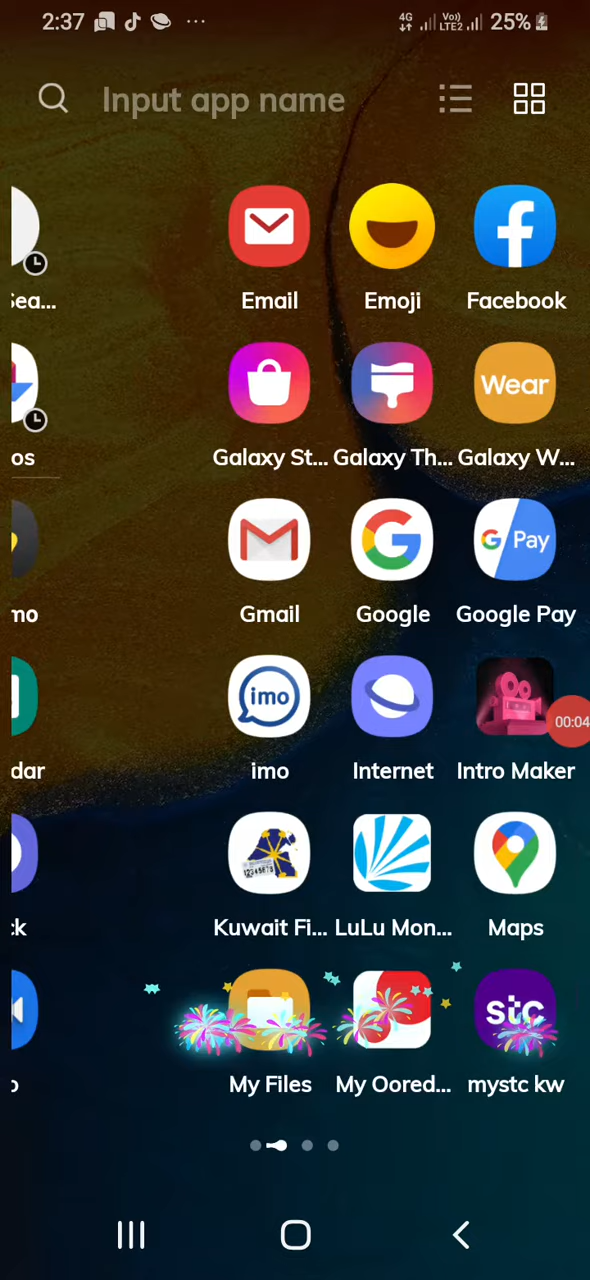 2:37 4G Vo)) LTE2 25%
Input app name
Email Emoji Facebook
sea...
Wear
os Galaxy St... Galaxy Th... Galaxy W...
G Pay
mo Gmail Google Google Pay
imo
00:04
dar imo Internet Intro Maker
12345675
ck Kuwait Fi... LuLu Mon... Maps
stc
o My Files My Oored... mystc kw